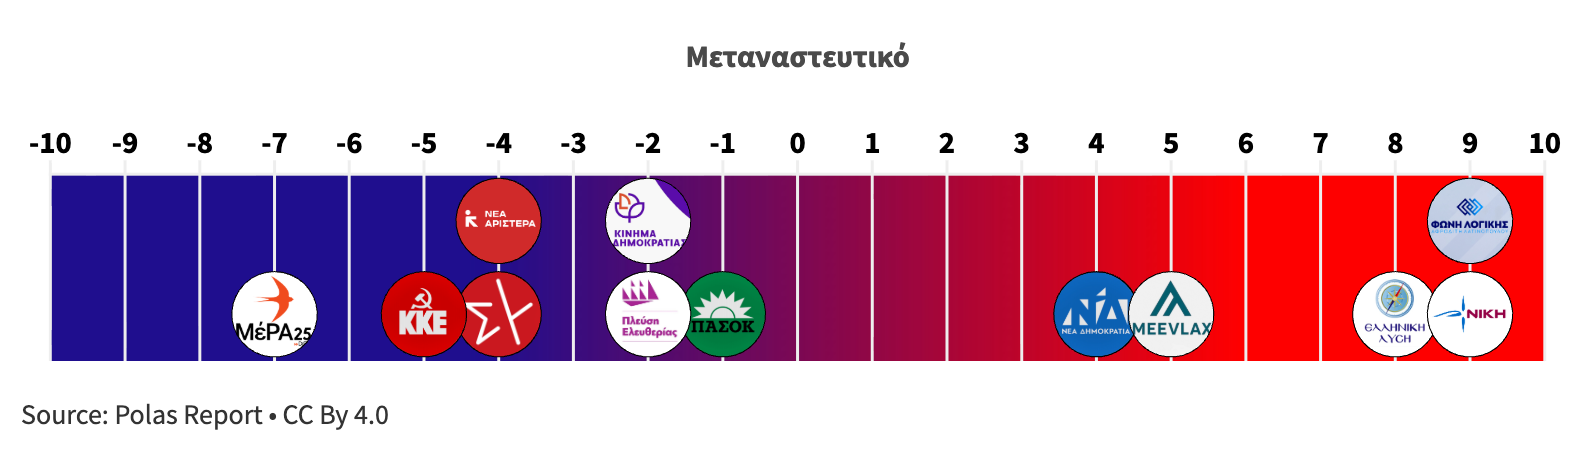 Μεταναστευτικό
-10 -9 -8 -7 -6 -5 -4 -3 -2 -1 0 1 2 3 4 5 6 7 8 9 10
ΝΕΑ
ΑΡΙΣΤΕΡΑ
ΚΙΝΗΜΑ
ΔΗΜΟΚΡΑΤΙΑΣ
ΦΩΝΗ ΛΟΓΙΚΗΣ
ΜέΡΑ25
ΚΚΕ
Πλεύση
Ελευθερίας
ΠΑΣΟΚ
ΝΔ
ΝΕΑ ΔΗΜΟΚΡΑΤΙΑ
MEEVLAX
ΕΛΛΗΝΙΚΗ
ΛΥΣΗ
ΝΙΚΗ
Source: Polas Report • CC By 4.0